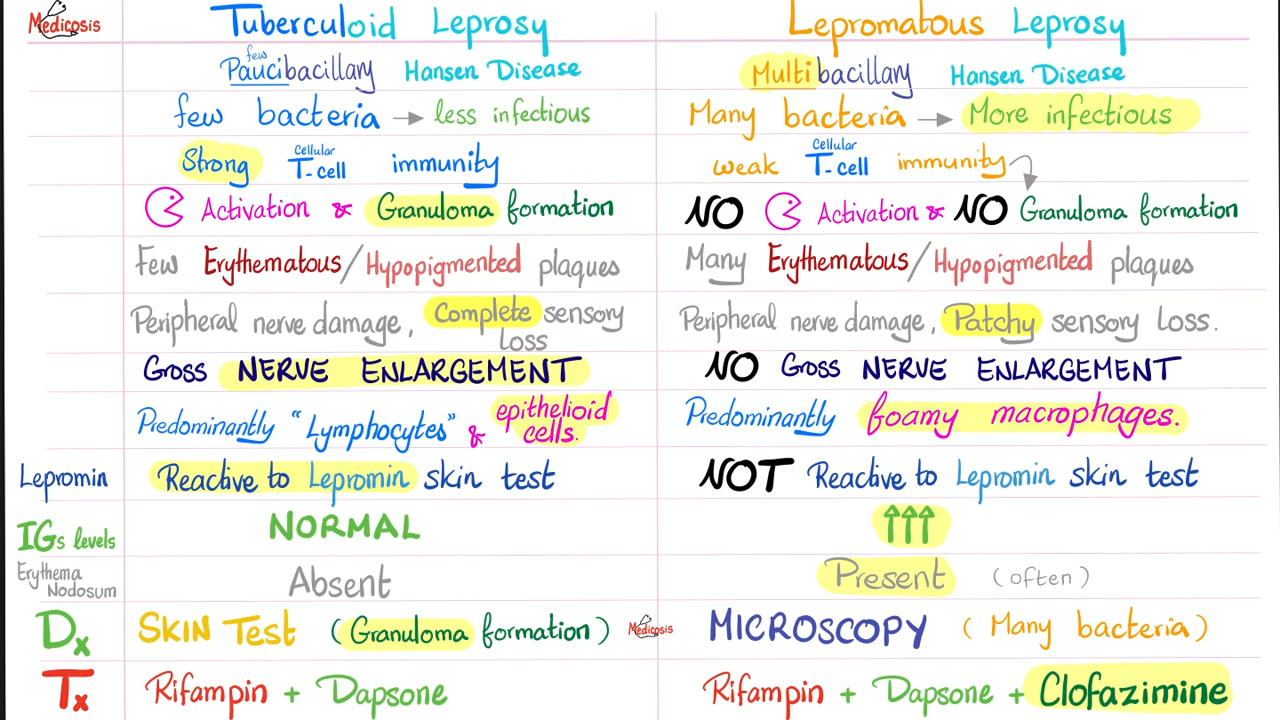 Medicosis
Tuberculoid Leprosy
Lepromatous Leprosy
few
Paucibacillary Hansen Disease
Multibacillary Hansen Disease
few bacteria → less infectious
Many bacteria → More infectious
Strong Cellular T-cell immunity
weak Cellular T-cell immunity
Activation & Granuloma formation
NO Activation & NO Granuloma formation
Few Erythematous/Hypopigmented plaques
Many Erythematous/Hypopigmented plaques
Peripheral nerve damage, Complete sensory
loss
Peripheral nerve damage, Patchy sensory loss.
Gross NERVE ENLARGEMENT
NO Gross NERVE ENLARGEMENT
Predominantly "Lymphocytes" & epithelioid
cells.
Predominantly foamy macrophages.
Lepromin
Reactive to Lepromin skin test
NOT Reactive to Lepromin skin test
IGs levels
NORMAL
↑↑↑
Erythema
Nodosum
Absent
Present (often)
Dx
SKIN Test (Granuloma formation)
Medicosis
MICROSCOPY (Many bacteria)
Tx
Rifampin + Dapsone
Rifampin + Dapsone + Clofazimine